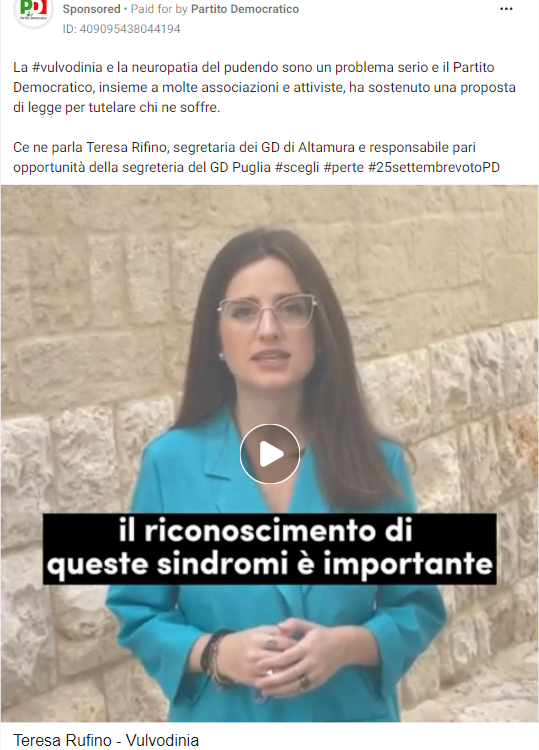 PD
Partito Democratico
Sponsored • Paid for by Partito Democratico
ID: 409095438044194
La #vulvodinia e la neuropatia del pudendo sono un problema serio e il Partito
Democratico, insieme a molte associazioni e attiviste, ha sostenuto una proposta
di legge per tutelare chi ne soffre.
Ce ne parla Teresa Rifino, segretaria dei GD di Altamura e responsabile pari
opportunità della segreteria del GD Puglia #scegli #perte #25settembrevotoPD
il riconoscimento di
queste sindromi è importante
Teresa Rufino - Vulvodinia